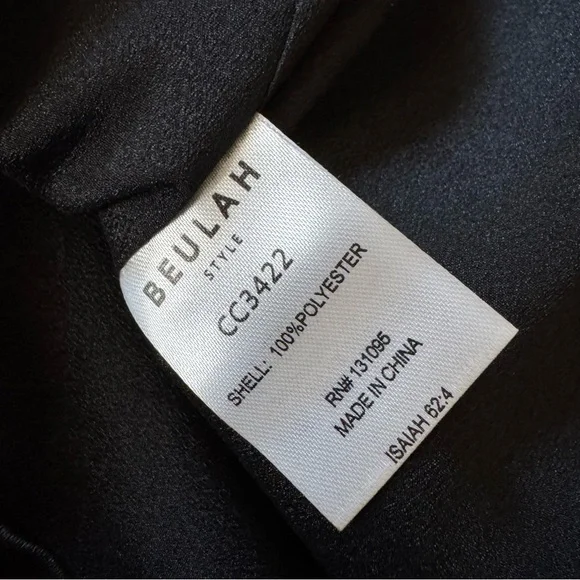 BEULAH
STYLE
CC3422
SHELL: 100%POLYESTER
RN# 131095
MADE IN CHINA
ISAIAH 62:4